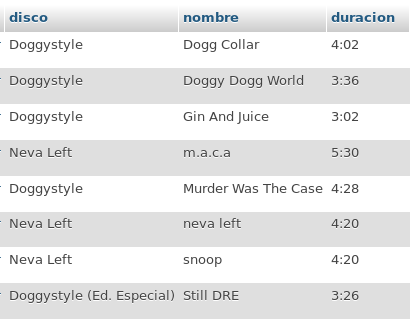 disco nombre duracion
Doggystyle Dogg Collar 4:02
Doggystyle Doggy Dogg World 3:36
Doggystyle Gin And Juice 3:02
Neva Left m.a.c.a 5:30
Doggystyle Murder Was The Case 4:28
Neva Left neva left 4:20
Neva Left snoop 4:20
Doggystyle (Ed. Especial) Still DRE 3:26